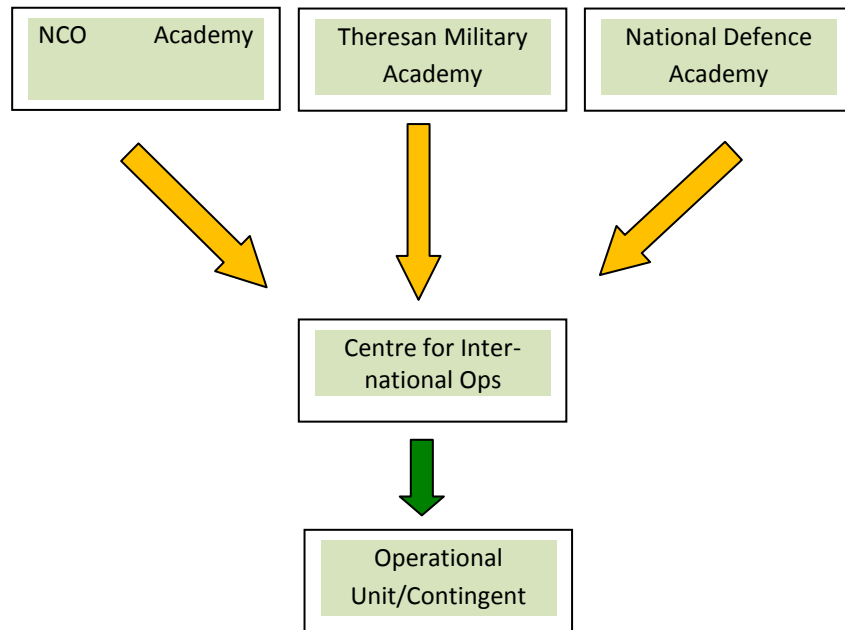 NCO Academy
Theresan Military
Academy
National Defence
Academy
Centre for Inter-
national Ops
Operational
Unit/Contingent